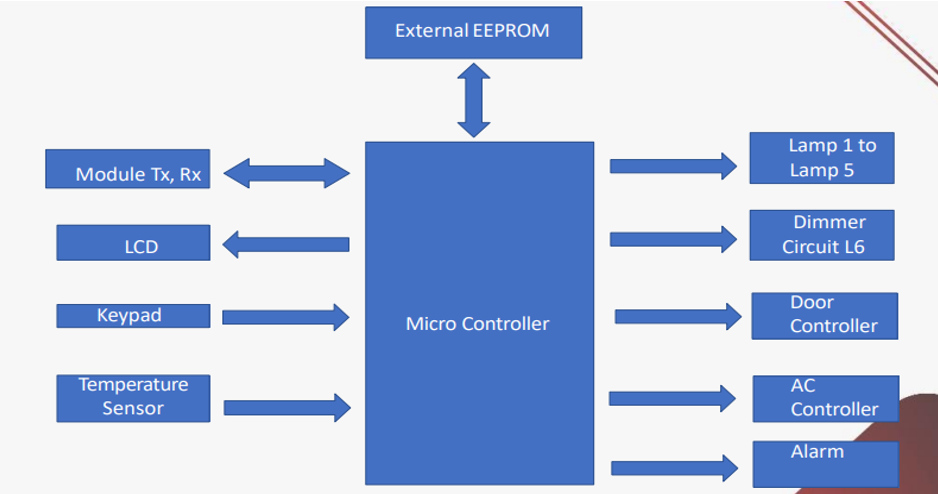 External EEPROM
Module Tx, Rx
LCD
Keypad
Temperature
Sensor
Micro Controller
Lamp 1 to
Lamp 5
Dimmer
Circuit L6
Door
Controller
AC
Controller
Alarm